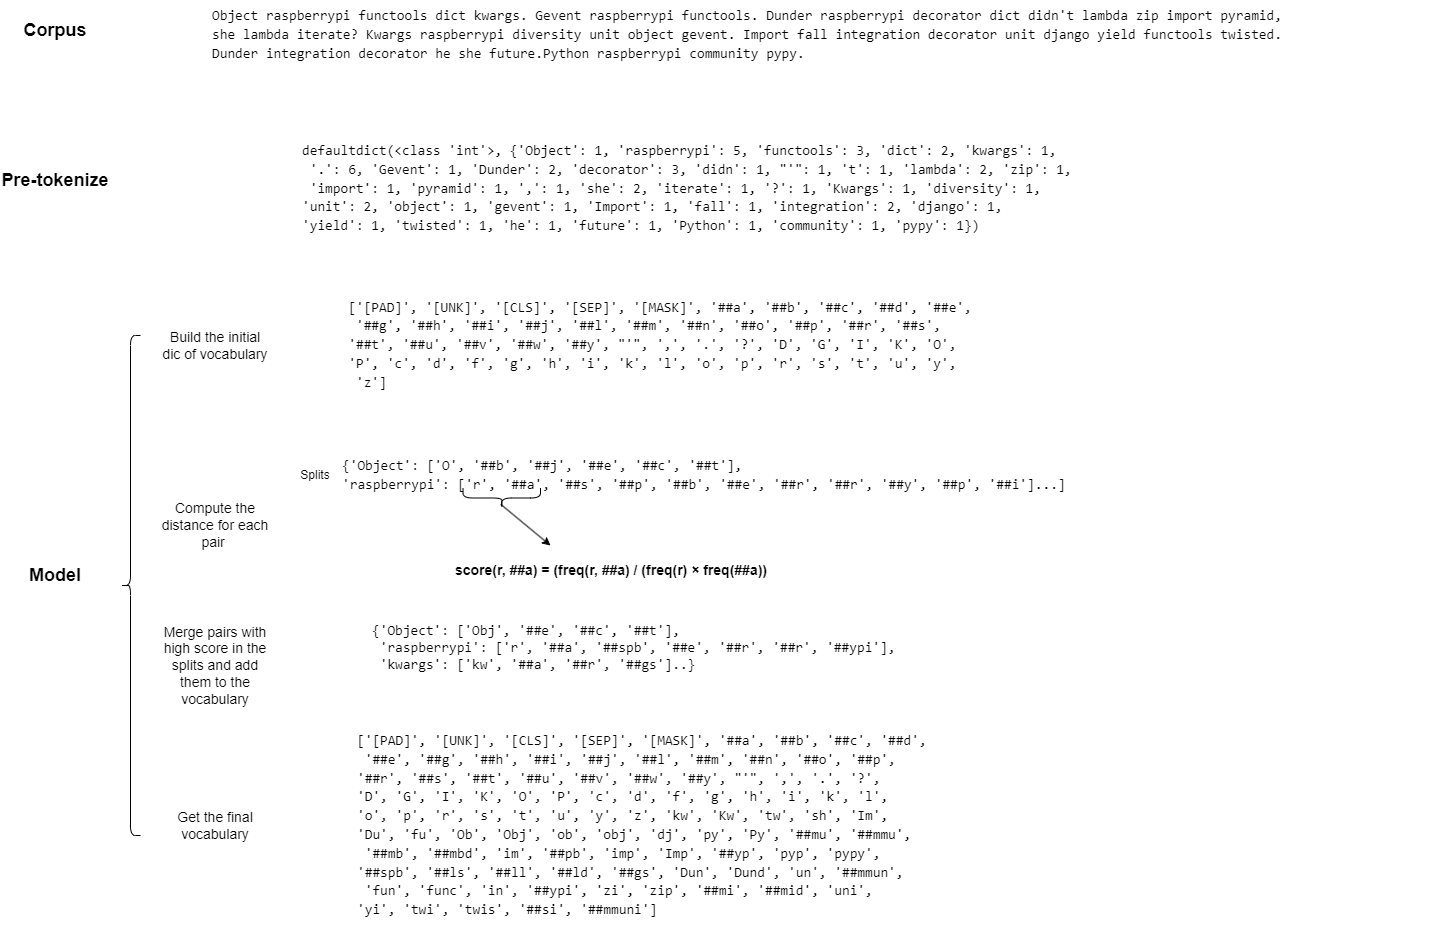 Corpus
Object raspberrypi functools dict kwargs. Gevent raspberrypi functools. Dunder raspberrypi decorator dict didn't lambda zip import pyramid,
she lambda iterate? Kwargs raspberrypi diversity unit object gevent. Import fall integration decorator unit django yield functools twisted.
Dunder integration decorator he she future.Python raspberrypi community pypy.
Pre-tokenize
defaultdict(<class 'int'>, {'Object': 1, 'raspberrypi': 5, 'functools': 3, 'dict': 2, 'kwargs': 1,
'.': 6, 'Gevent': 1, 'Dunder': 2, 'decorator': 3, 'didn': 1, "'": 1, 't': 1, 'lambda': 2, 'zip': 1,
'import': 1, 'pyramid': 1, ',': 1, 'she': 2, 'iterate': 1, '?': 1, 'Kwargs': 1, 'diversity': 1,
'unit': 2, 'object': 1, 'gevent': 1, 'Import': 1, 'fall': 1, 'integration': 2, 'django': 1,
'yield': 1, 'twisted': 1, 'he': 1, 'future': 1, 'Python': 1, 'community': 1, 'pypy': 1})
Model
Build the initial
dic of vocabulary
['[PAD]', '[UNK]', '[CLS]', '[SEP]', '[MASK]', '##a', '##b', '##c', '##d', '##e',
'##g', '##h', '##i', '##j', '##l', '##m', '##n', '##o', '##p', '##r', '##s',
'##t', '##u', '##v', '##w', '##y', "'", ',', '.', '?', 'D', 'G', 'I', 'K', 'O',
'P', 'c', 'd', 'f', 'g', 'h', 'i', 'k', 'l', 'o', 'p', 'r', 's', 't', 'u', 'y',
'z']
Compute the
distance for each
pair
Splits
{'Object': ['O', '##b', '##j', '##e', '##c', '##t'],
'raspberrypi': ['r', '##a', '##s', '##p', '##b', '##e', '##r', '##r', '##y', '##p', '##i']...]
score(r, ##a) = (freq(r, ##a) / (freq(r) × freq(##a))
Merge pairs with
high score in the
splits and add
them to the
vocabulary
{'Object': ['Obj', '##e', '##c', '##t'],
'raspberrypi': ['r', '##a', '##spb', '##e', '##r', '##r', '##ypi'],
'kwargs': ['kw', '##a', '##r', '##gs']..}
Get the final
vocabulary
['[PAD]', '[UNK]', '[CLS]', '[SEP]', '[MASK]', '##a', '##b', '##c', '##d',
'##e', '##g', '##h', '##i', '##j', '##l', '##m', '##n', '##o', '##p',
'##r', '##s', '##t', '##u', '##v', '##w', '##y', "'", ',', '.', '?',
'D', 'G', 'I', 'K', 'O', 'P', 'c', 'd', 'f', 'g', 'h', 'i', 'k', 'l',
'o', 'p', 'r', 's', 't', 'u', 'y', 'z', 'kw', 'Kw', 'tw', 'sh', 'Im',
'Du', 'fu', 'Ob', 'Obj', 'ob', 'obj', 'dj', 'py', 'Py', '##mu', '##mmu',
'##mb', '##mbd', 'im', '##pb', 'imp', 'Imp', '##yp', 'pyp', 'pypy',
'##spb', '##ls', '##ll', '##ld', '##gs', 'Dun', 'Dund', 'un', '##mmun',
'fun', 'func', 'in', '##ypi', 'zi', 'zip', '##mi', '##mid', 'uni',
'yi', 'twi', 'twis', '##si', '##mmuni']